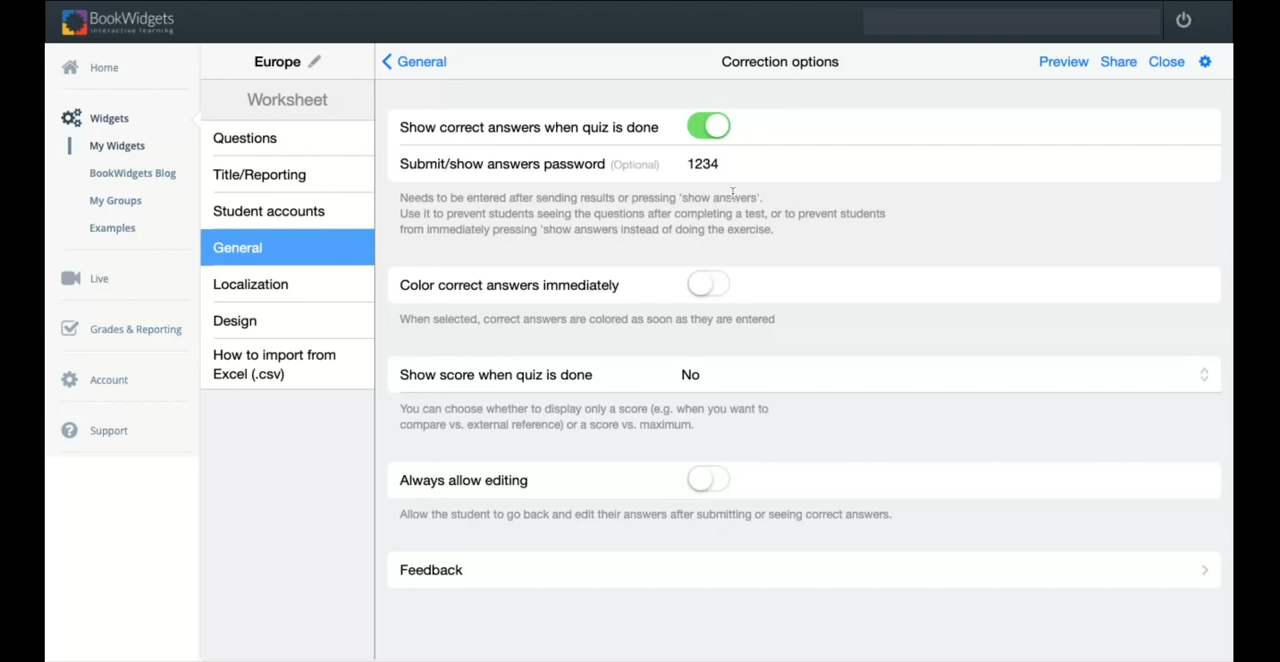 BookWidgets
interactive learning
Home
Widgets
My Widgets
BookWidgets Blog
My Groups
Examples
Live
Grades & Reporting
Account
Support
Europe
Worksheet
Questions
Title/Reporting
Student accounts
General
Localization
Design
How to import from
Excel (.csv)
General
Correction options
Preview Share Close
Show correct answers when quiz is done
Submit/show answers password (Optional) 1234
Needs to be entered after sending results or pressing 'show answers'.
Use it to prevent students seeing the questions after completing a test, or to prevent students
from immediately pressing 'show answers instead of doing the exercise.
Color correct answers immediately
When selected, correct answers are colored as soon as they are entered
Show score when quiz is done No
You can choose whether to display only a score (e.g. when you want to
compare vs. external reference) or a score vs. maximum.
Always allow editing
Allow the student to go back and edit their answers after submitting or seeing correct answers.
Feedback